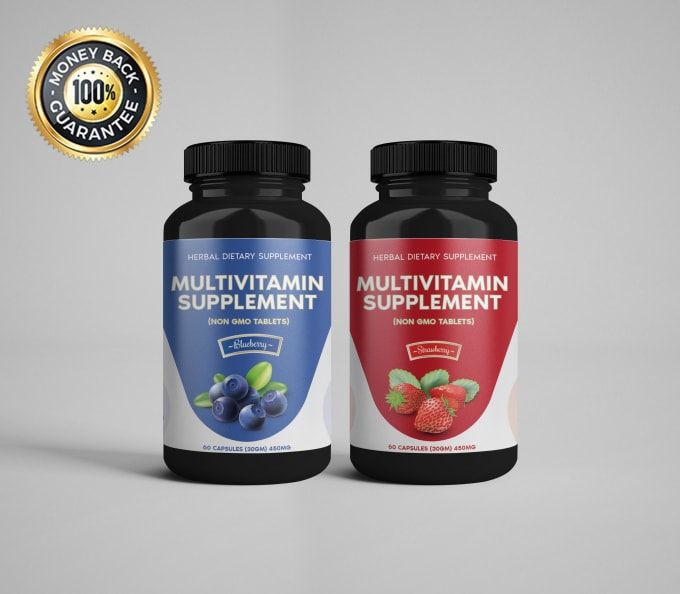 MONEY BACK
100%
GUARANTEE
HERBAL DIETARY SUPPLEMENT
MULTIVITAMIN
SUPPLEMENT
(NON GMO TABLETS)
~Blueberry~
60 CAPSULES (30GM) 450MG
HERBAL DIETARY SUPPLEMENT
MULTIVITAMIN
SUPPLEMENT
(NON GMO TABLETS)
~Strawberry~
60 CAPSULES (30GM) 450MG